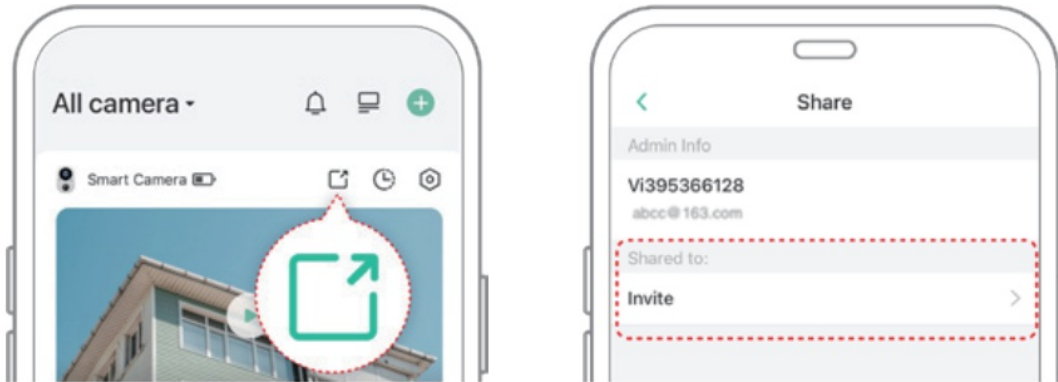 All camera
Smart Camera
Share
Admin Info
Vi395366128
abcc@163.com
Shared to:
Invite